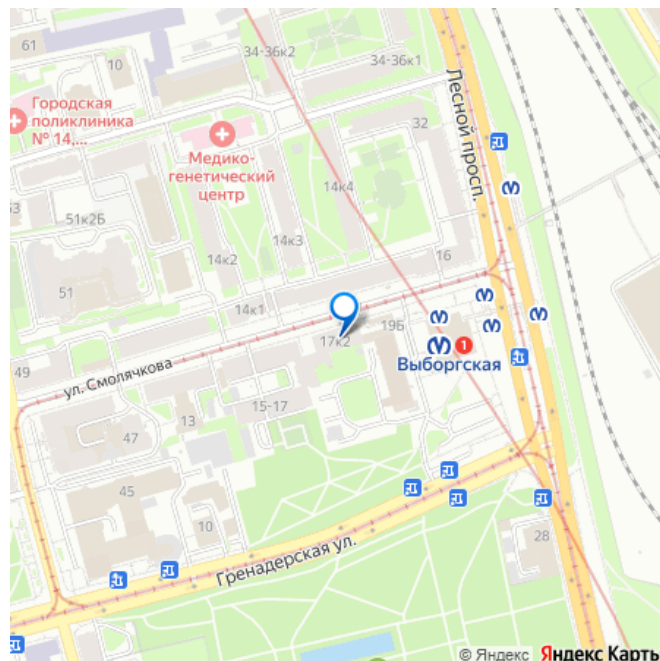 61
10
34-36к2
34-36к1
Городская
поликлиника
№ 14,...
Медико-
генетический
центр
32
Лесной просп.
53
51к2Б
14к4
14к3
14к2
16
51
14к1
17к2
19Б
1
Выборгская
49
ул. Смолячкова
15-17
13
47
45
10
28
Гренадерская ул.
© Яндекс Яндекс Карты